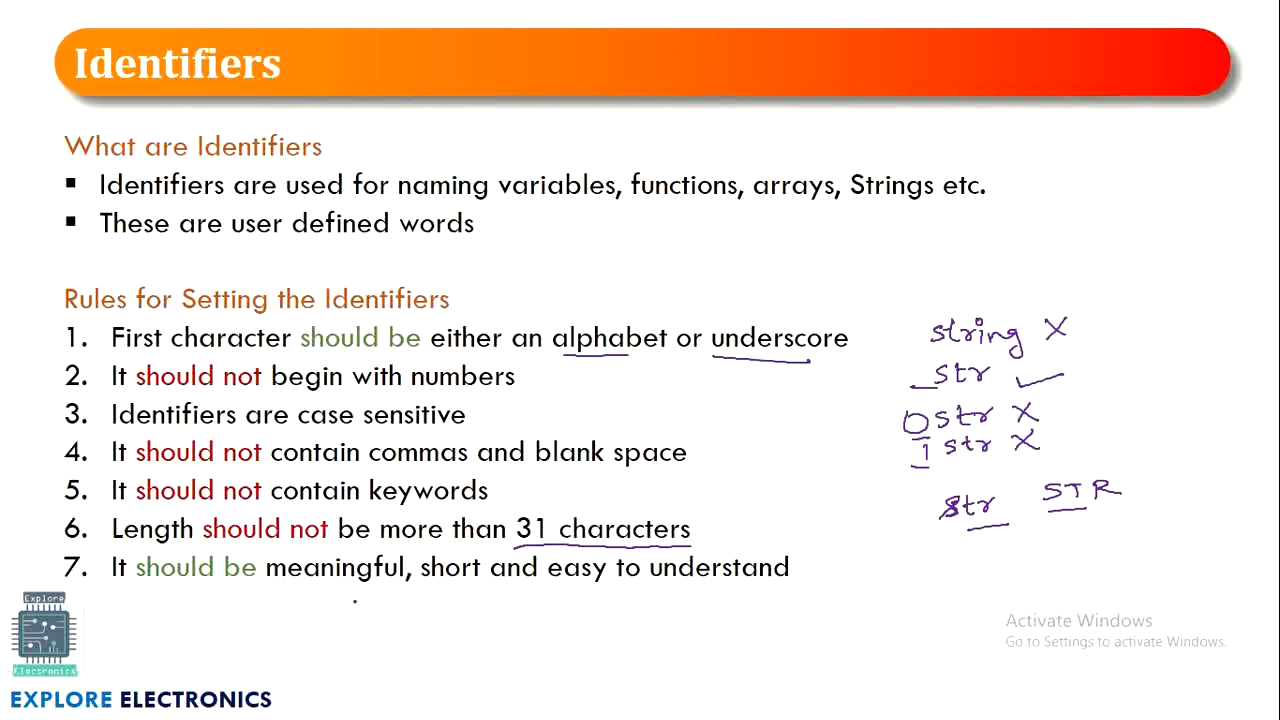 Identifiers
What are Identifiers
▪ Identifiers are used for naming variables, functions, arrays, Strings etc.
▪ These are user defined words
Rules for Setting the Identifiers
1. First character should be either an alphabet or underscore
2. It should not begin with numbers
3. Identifiers are case sensitive
4. It should not contain commas and blank space
5. It should not contain keywords
6. Length should not be more than 31 characters
7. It should be meaningful, short and easy to understand
string X
_str ✓
0str X
1str X
str STR
Explore
Electronics
EXPLORE ELECTRONICS
Activate Windows
Go to Settings to activate Windows.